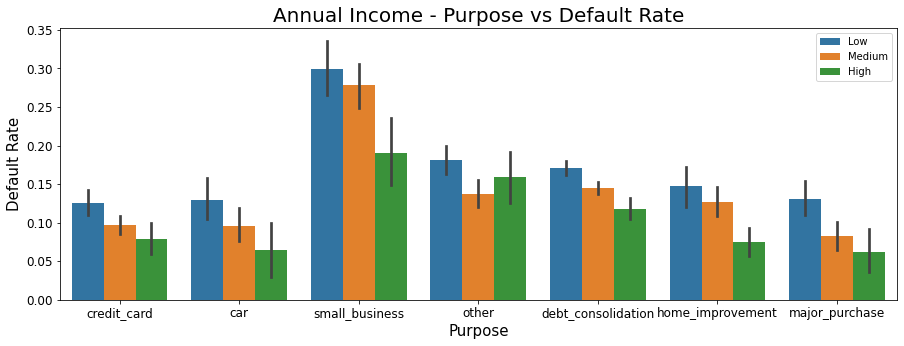 Annual Income - Purpose vs Default Rate
0.35
0.30
0.25
0.20
0.15
0.10
0.05
0.00
Default Rate
Low
Medium
High
credit_card car small_business other debt_consolidation home_improvement major_purchase
Purpose